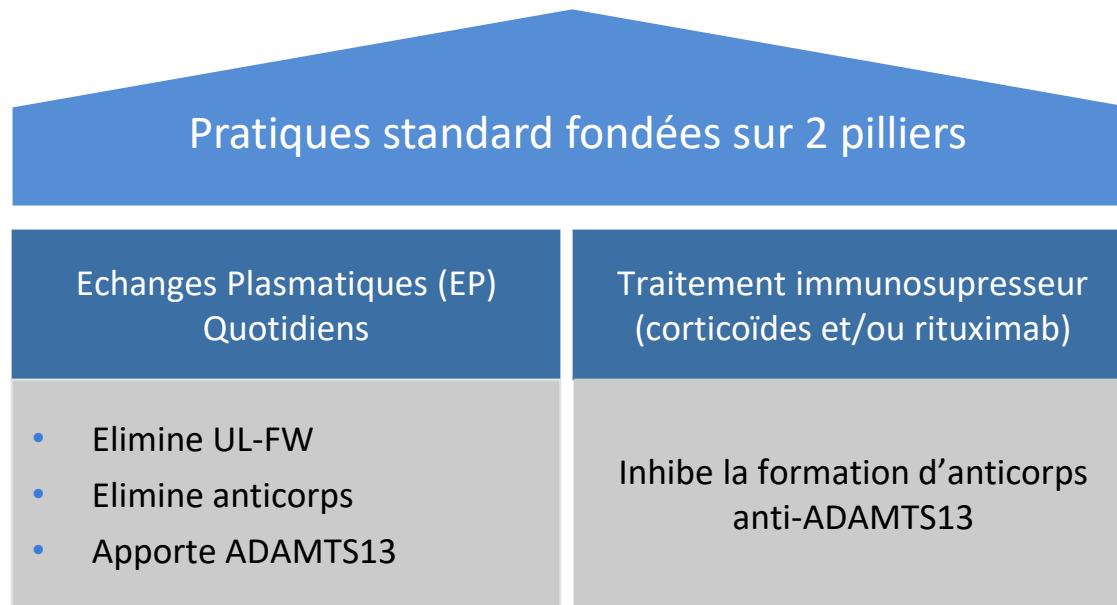 Pratiques standard fondées sur 2 pilliers
Echanges Plasmatiques (EP)
Quotidiens
• Elimine UL-FW
• Elimine anticorps
• Apporte ADAMTS13
Traitement immunosupresseur
(corticoïdes et/ou rituximab)
Inhibe la formation d’anticorps
anti-ADAMTS13